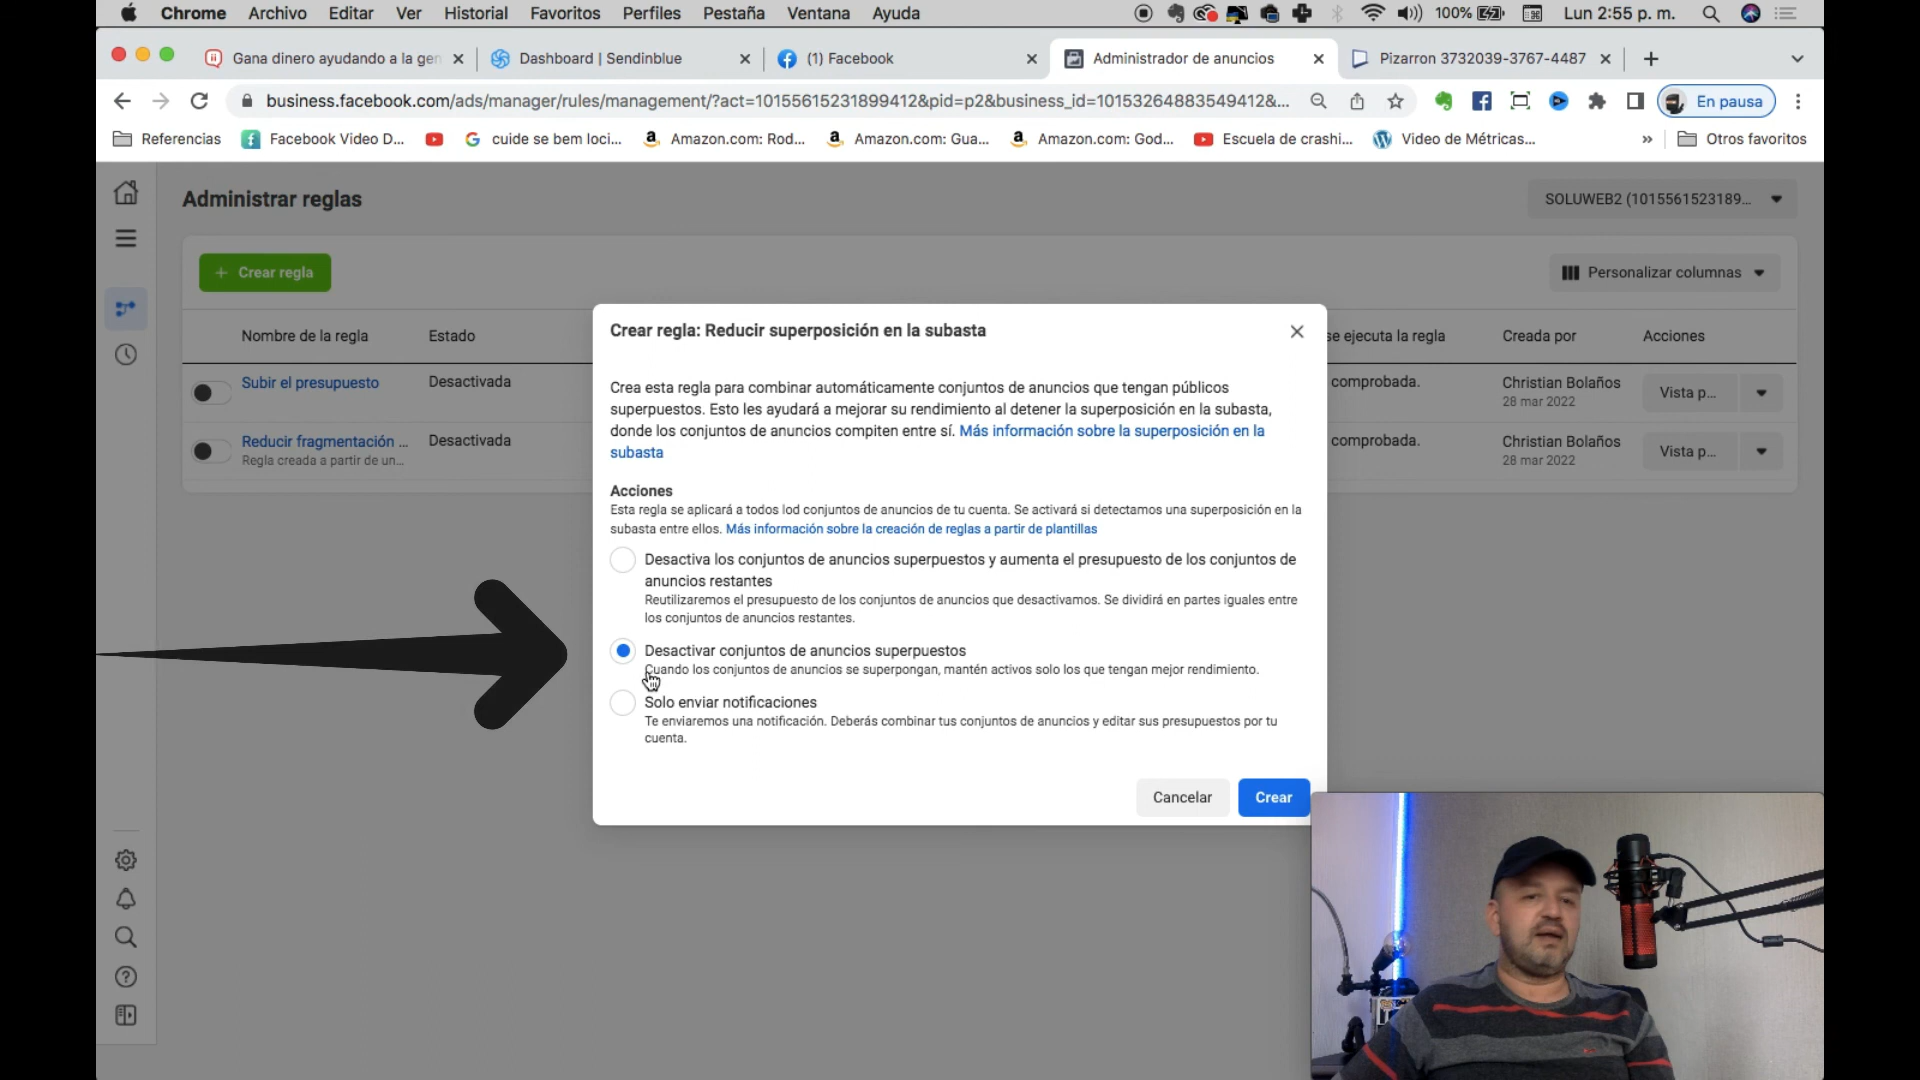 Chrome Archivo Editar Ver Historial Favoritos Perfiles Pestaña Ventana Ayuda 100% Lun 2:55 p. m.
Gana dinero ayudando a la gen Dashboard | Sendinblue (1) Facebook Administrador de anuncios Pizarron 3732039-3767-4487
business.facebook.com/ads/manager/rules/management/?act=10155615231899412&pid=p2&business_id=10153264883549412&... En pausa
Referencias Facebook Video D... cuide se bem loci... Amazon.com: Rod... Amazon.com: Gua... Amazon.com: God... Escuela de crashi... Video de Métricas... » Otros favoritos
Administrar reglas
SOLUWEB2 (1015561523189...
+ Crear regla
Personalizar columnas
Nombre de la regla Estado se ejecuta la regla Creada por Acciones
Subir el presupuesto Desactivada comprobada. Christian Bolaños Vista p...
28 mar 2022
Reducir fragmentación ... Desactivada comprobada. Christian Bolaños Vista p...
Regla creada a partir de un... 28 mar 2022
Crear regla: Reducir superposición en la subasta
Crea esta regla para combinar automáticamente conjuntos de anuncios que tengan públicos
superpuestos. Esto les ayudará a mejorar su rendimiento al detener la superposición en la subasta,
donde los conjuntos de anuncios compiten entre sí. Más información sobre la superposición en la
subasta
Acciones
Esta regla se aplicará a todos lod conjuntos de anuncios de tu cuenta. Se activará si detectamos una superposición en la
subasta entre ellos. Más información sobre la creación de reglas a partir de plantillas
Desactiva los conjuntos de anuncios superpuestos y aumenta el presupuesto de los conjuntos de
anuncios restantes
Reutilizaremos el presupuesto de los conjuntos de anuncios que desactivamos. Se dividirá en partes iguales entre
los conjuntos de anuncios restantes.
Desactivar conjuntos de anuncios superpuestos
Cuando los conjuntos de anuncios se superpongan, mantén activos solo los que tengan mejor rendimiento.
Solo enviar notificaciones
Te enviaremos una notificación. Deberás combinar tus conjuntos de anuncios y editar sus presupuestos por tu
cuenta.
Cancelar Crear